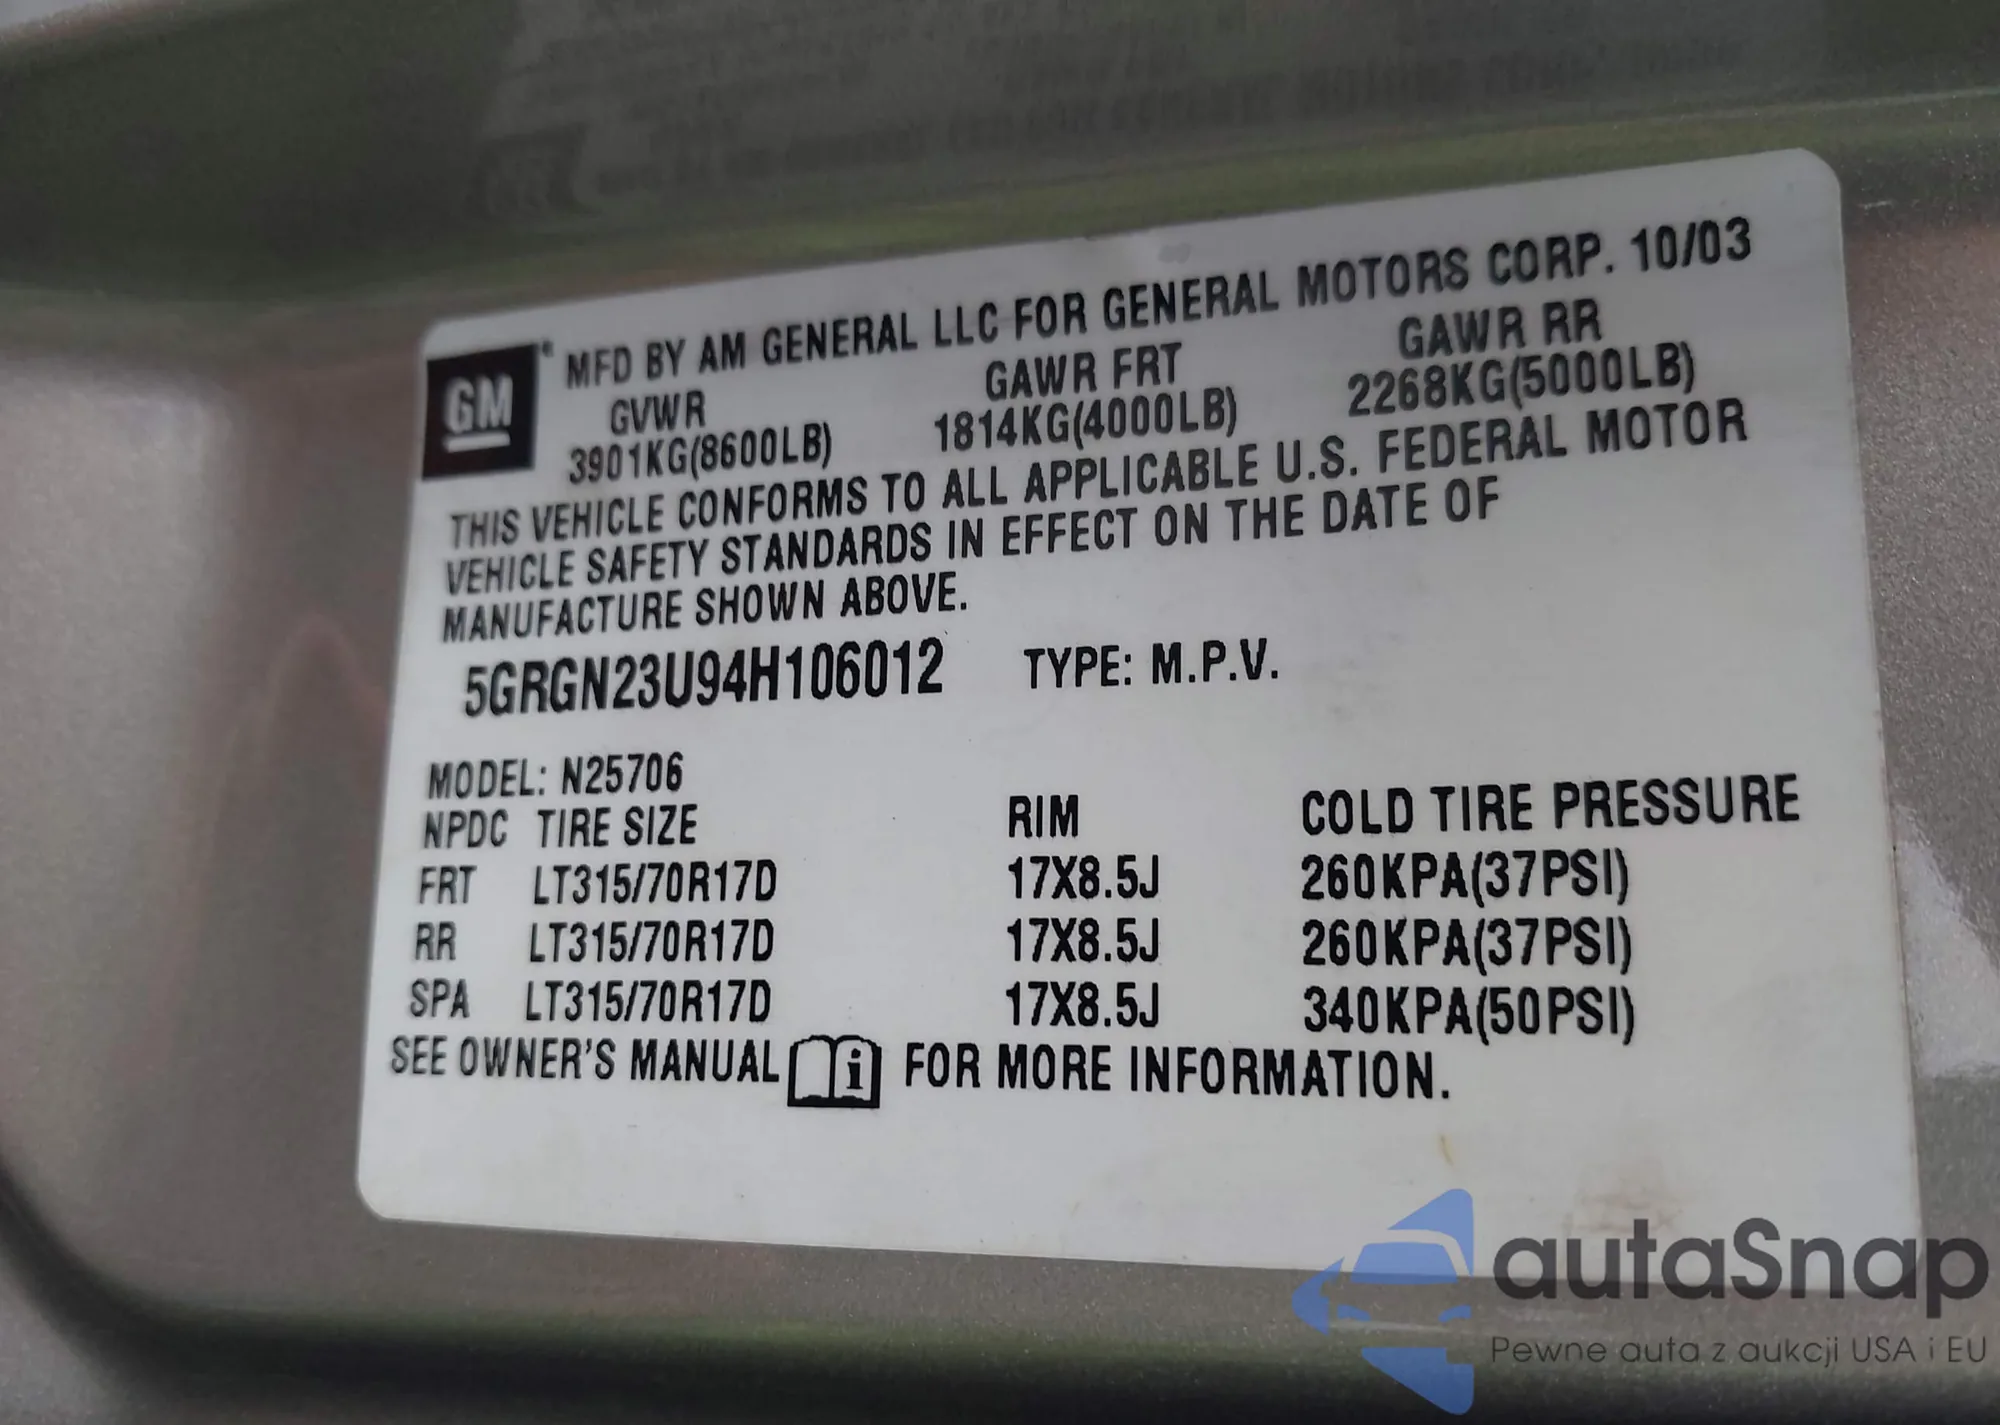 GM
MFD BY AM GENERAL LLC FOR GENERAL MOTORS CORP. 10/03
GVWR GAWR FRT GAWR RR
3901KG(8600LB) 1814KG(4000LB) 2268KG(5000LB)
THIS VEHICLE CONFORMS TO ALL APPLICABLE U.S. FEDERAL MOTOR
VEHICLE SAFETY STANDARDS IN EFFECT ON THE DATE OF
MANUFACTURE SHOWN ABOVE.
5GRGN23U94H106012 TYPE: M.P.V.
MODEL: N25706
NPDC TIRE SIZE RIM COLD TIRE PRESSURE
FRT LT315/70R17D 17X8.5J 260KPA(37PSI)
RR LT315/70R17D 17X8.5J 260KPA(37PSI)
SPA LT315/70R17D 17X8.5J 340KPA(50PSI)
SEE OWNER'S MANUAL i FOR MORE INFORMATION.
autaSnap
Pewne auta z aukcji USA i EU